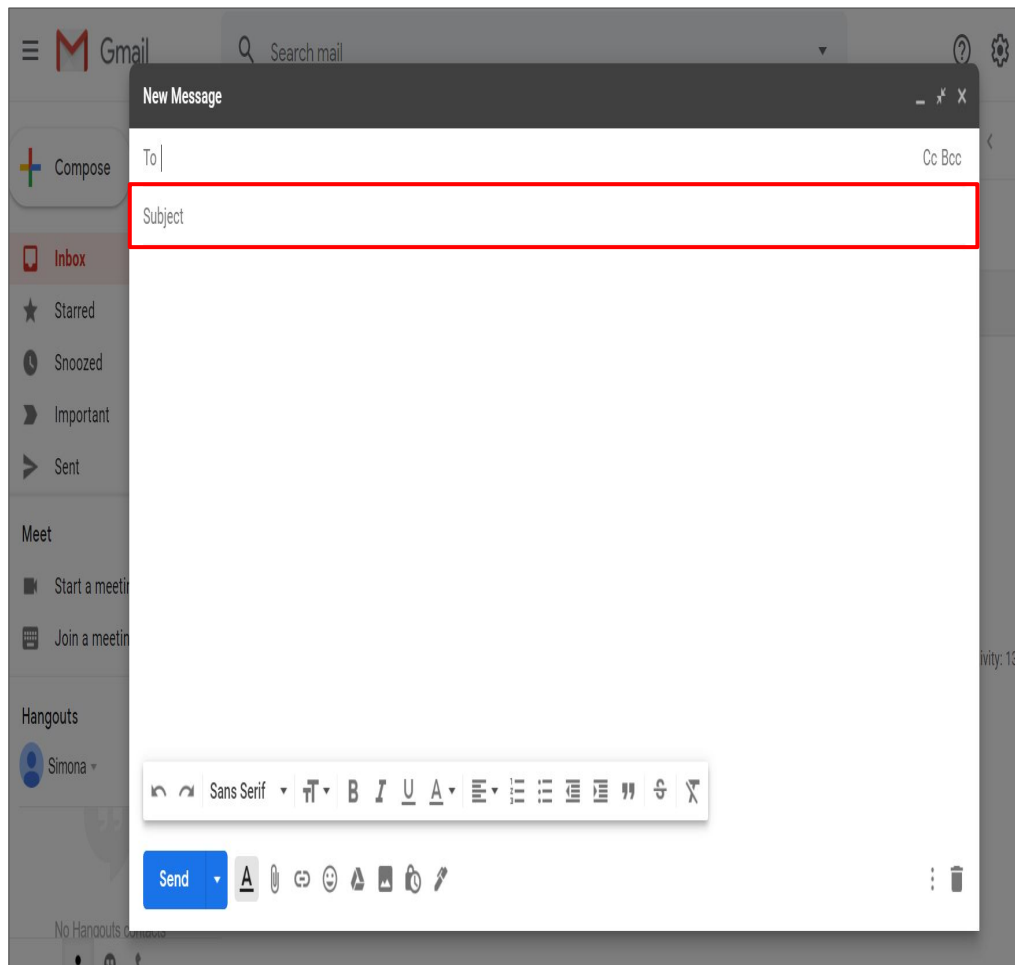 Gmail
Search mail
New Message
To
Cc Bcc
Compose
Subject
Inbox
Starred
Snoozed
Important
Sent
Meet
Start a meetin
Join a meetin
ivity: 13
Hangouts
Simona
Sans Serif
Send
No Hangouts contacts